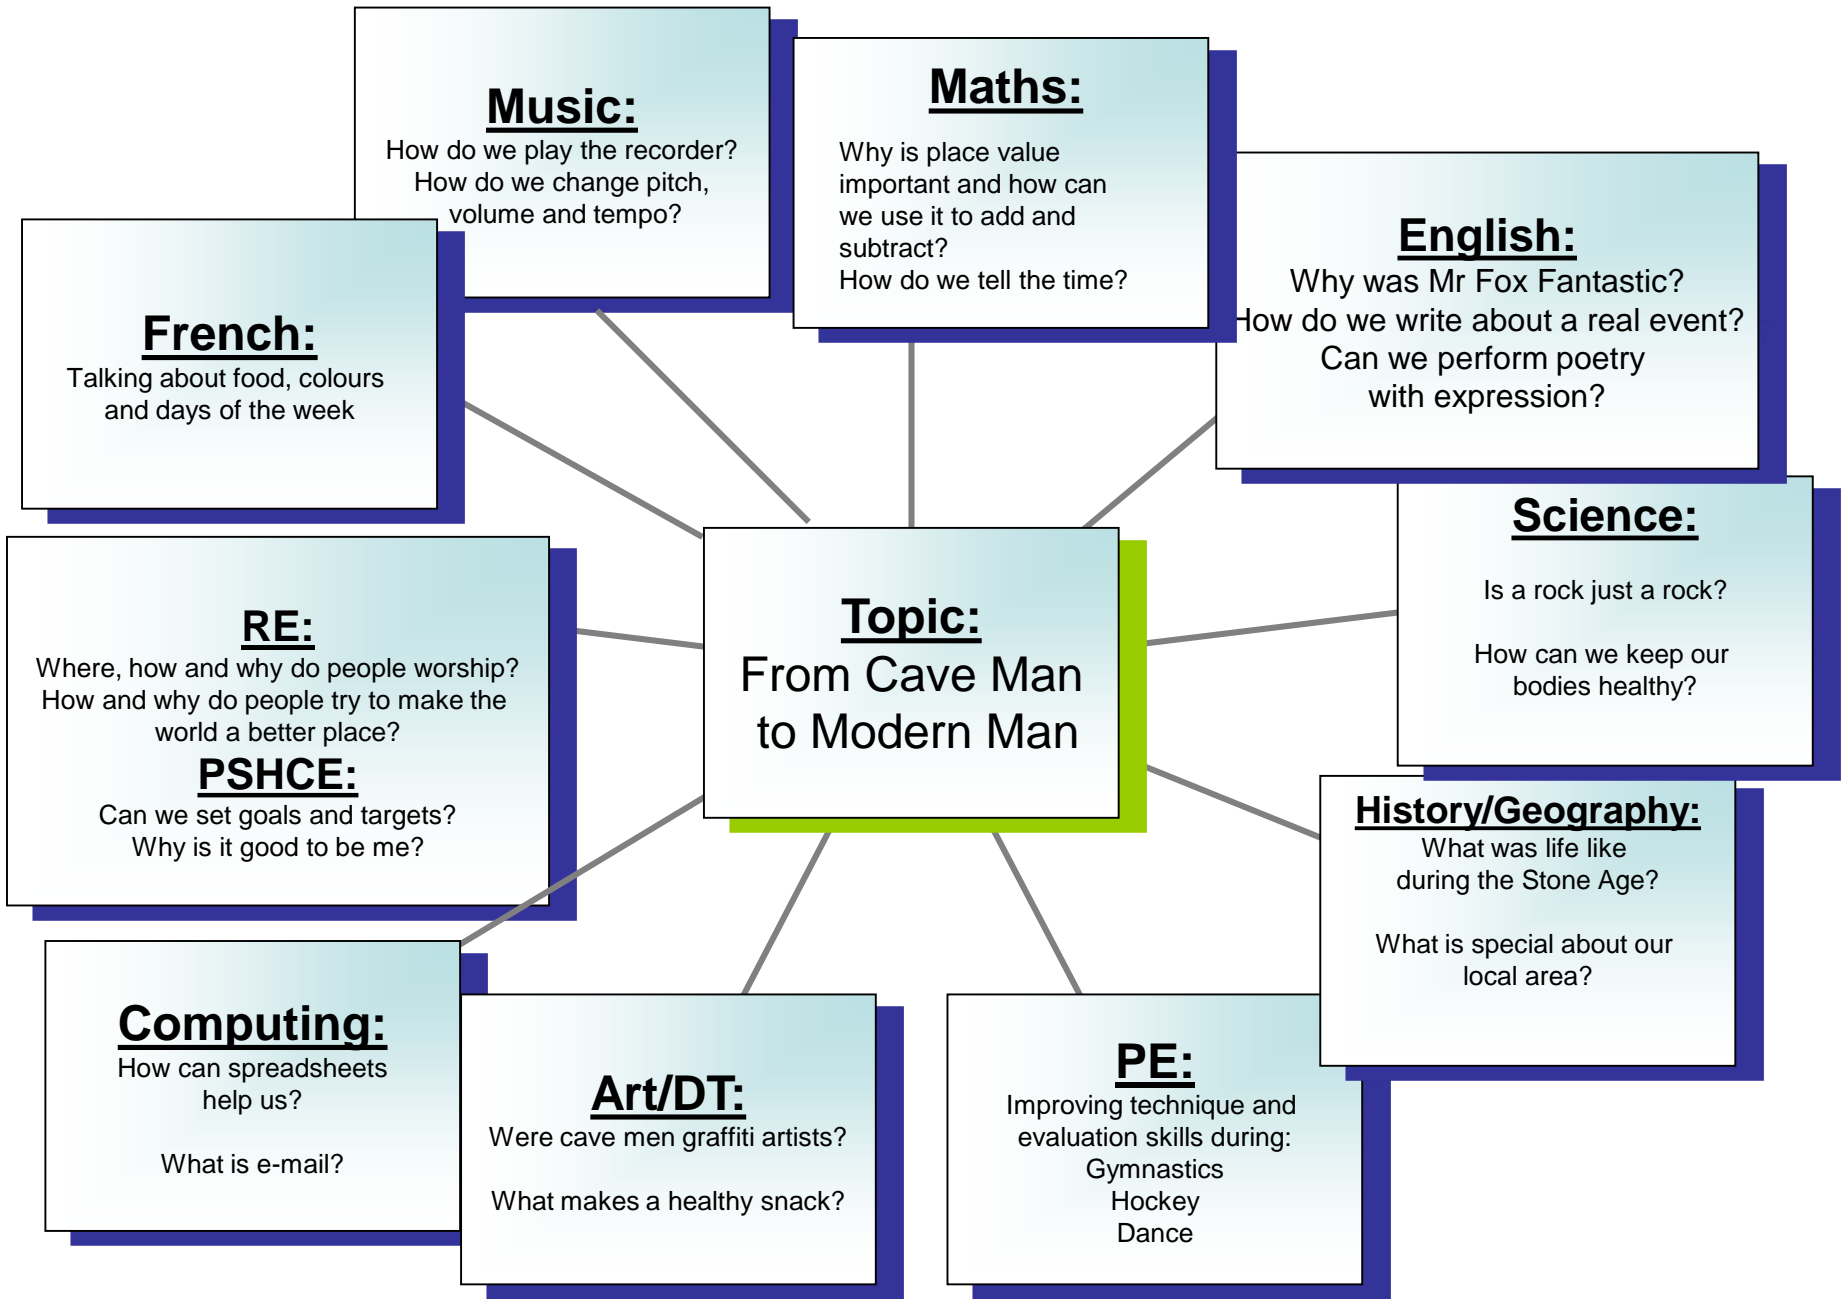 Music:
How do we play the recorder?
How do we change pitch,
volume and tempo?
Maths:
Why is place value
important and how can
we use it to add and
subtract?
How do we tell the time?
English:
Why was Mr Fox Fantastic?
How do we write about a real event?
Can we perform poetry
with expression?
French:
Talking about food, colours
and days of the week
Science:
Is a rock just a rock?
How can we keep our
bodies healthy?
Topic:
From Cave Man
to Modern Man
RE:
Where, how and why do people worship?
How and why do people try to make the
world a better place?
PSHCE:
Can we set goals and targets?
Why is it good to be me?
History/Geography:
What was life like
during the Stone Age?
What is special about our
local area?
Computing:
How can spreadsheets
help us?
What is e-mail?
Art/DT:
Were cave men graffiti artists?
What makes a healthy snack?
PE:
Improving technique and
evaluation skills during:
Gymnastics
Hockey
Dance